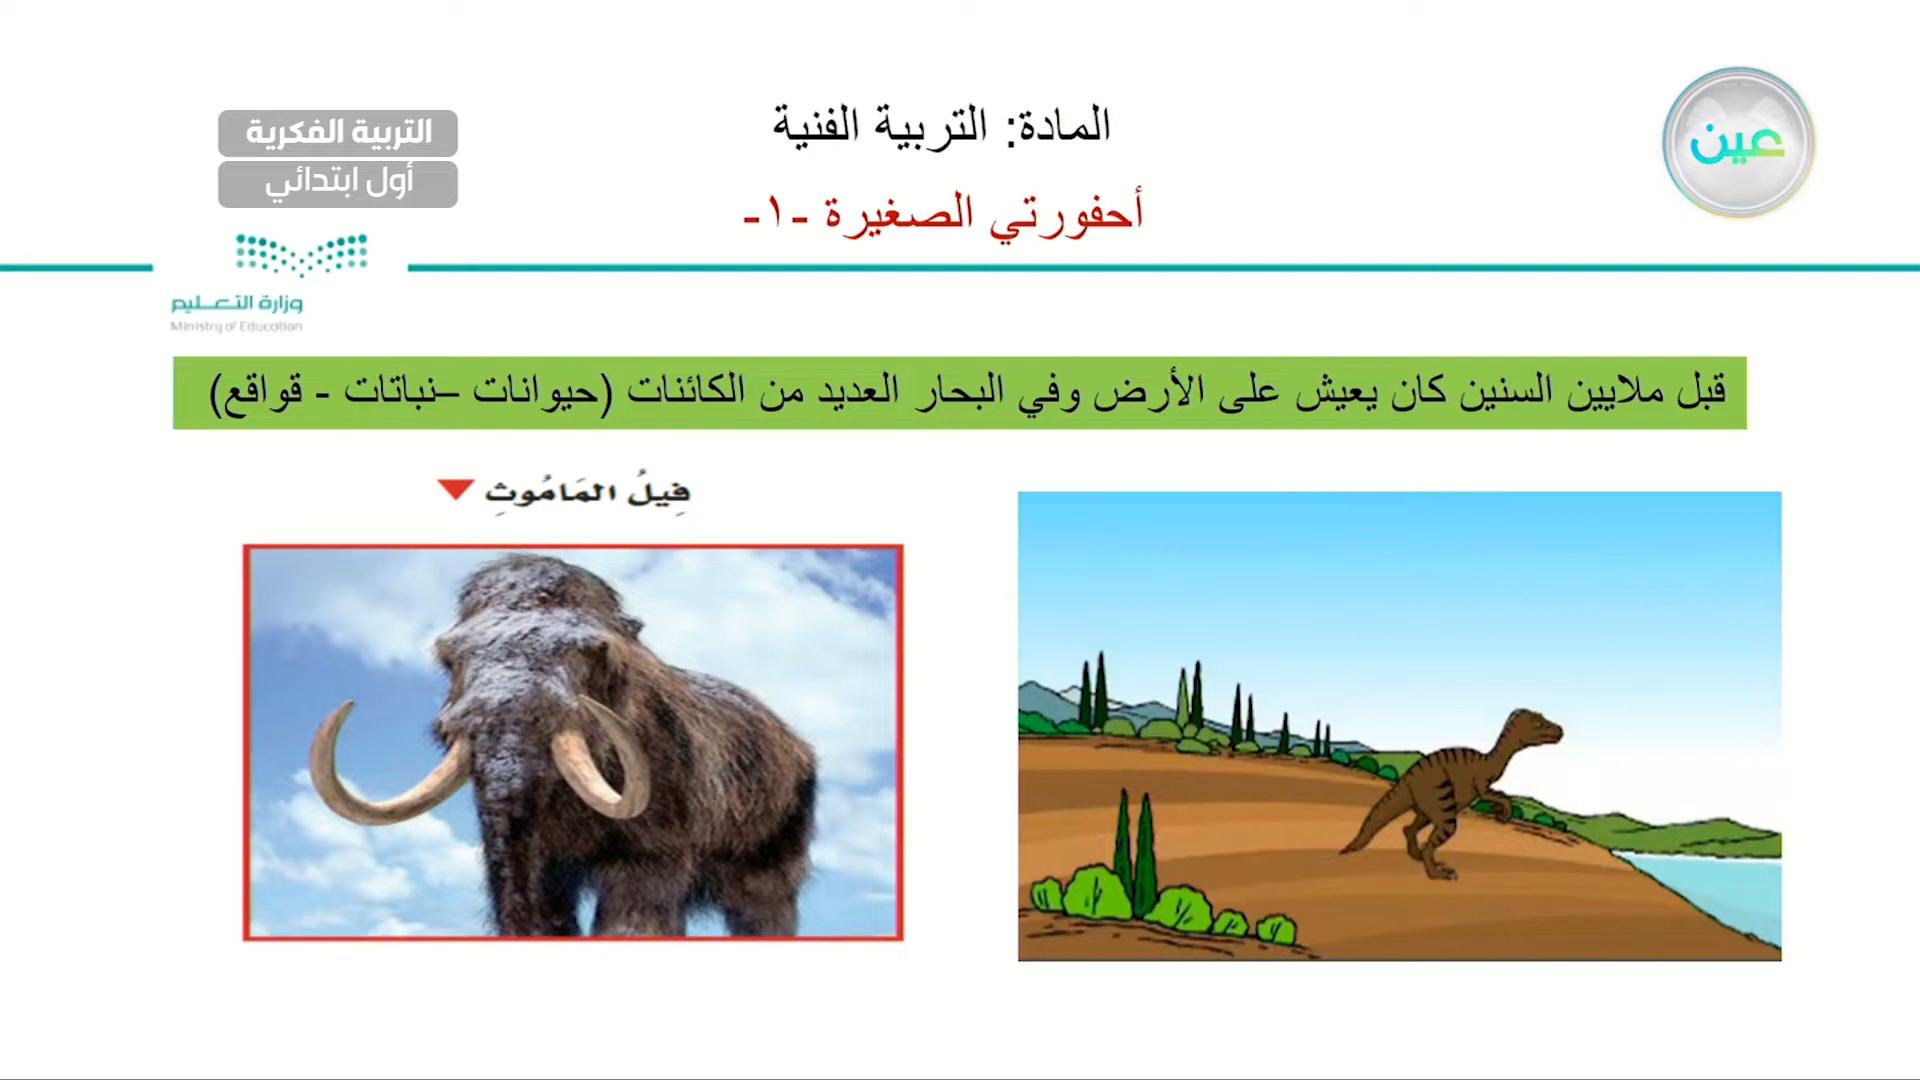 المادة: التربية الفنية
أحفورتي الصغيرة -١-
عين
التربية الفكرية
أول ابتدائي
وزارة التعليم
Ministry of Education
قبل ملايين السنين كان يعيش على الأرض وفي البحار العديد من الكائنات (حيوانات –نباتات - قواقع)
فِيلُ المَامُوثِ